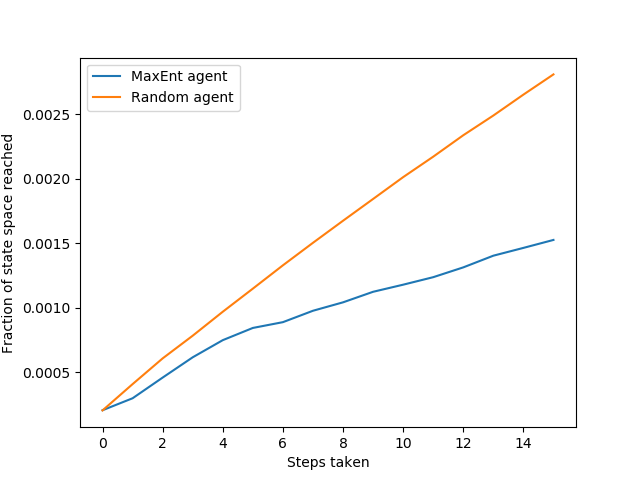 MaxEnt agent
Random agent
0.0025
0.0020
0.0015
0.0010
0.0005
Fraction of state space reached
0 2 4 6 8 10 12 14
Steps taken